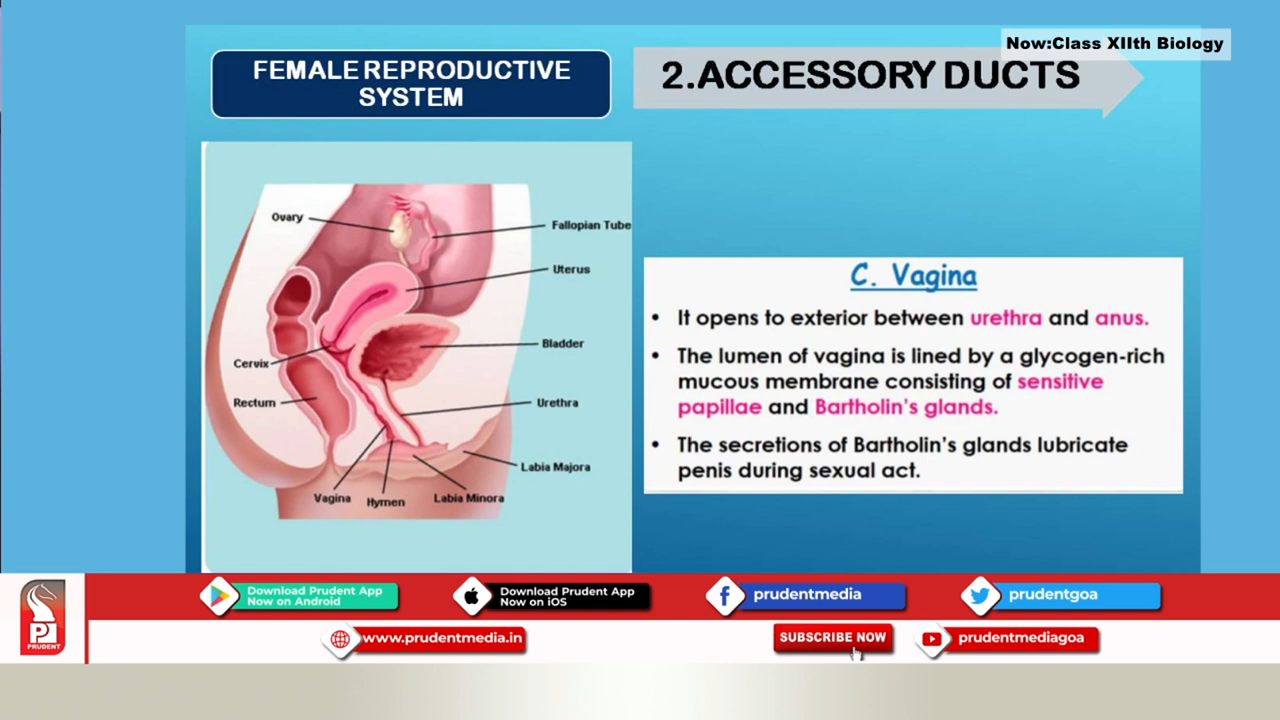 Now:Class XIIth Biology
FEMALE REPRODUCTIVE
SYSTEM
2.ACCESSORY DUCTS
Ovary
Fallopian Tube
Uterus
Bladder
Cervix
Rectum
Urethra
Labia Majora
Vagina
Hymen
Labia Minora
C. Vagina
• It opens to exterior between urethra and anus.
• The lumen of vagina is lined by a glycogen-rich
mucous membrane consisting of sensitive
papillae and Bartholin's glands.
• The secretions of Bartholin's glands lubricate
penis during sexual act.
PRUDENT
Download Prudent App
Now on Android
Download Prudent App
Now on iOS
prudentmedia
prudentgoa
www.prudentmedia.in
SUBSCRIBE NOW
prudentmediagoa